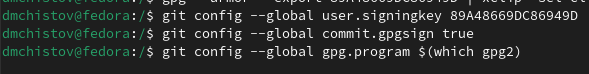 dmchistov@fedora:/$ git config --global user.signingkey 89A48669DC86949D
dmchistov@fedora:/$ git config --global commit.gpgsign true
dmchistov@fedora:/$ git config --global gpg.program $(which gpg2)